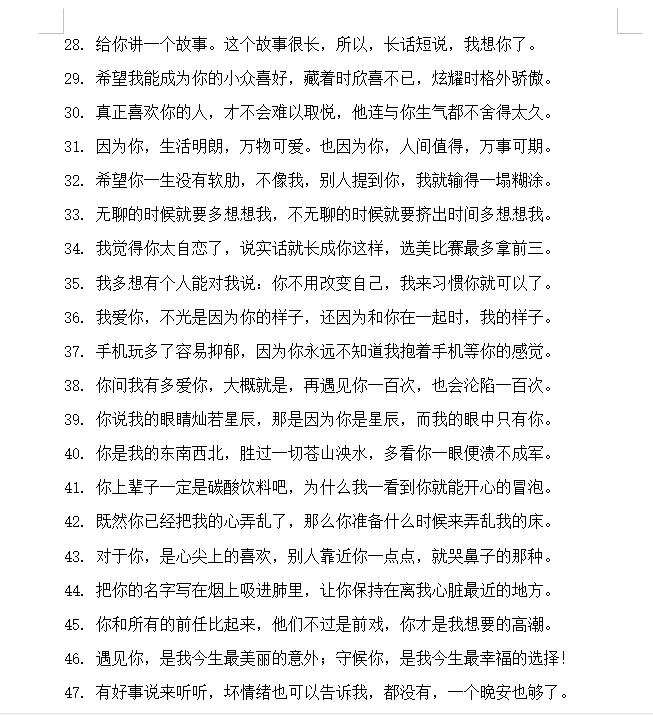 28. 给你讲一个故事。这个故事很长，所以，长话短说，我想你了。
29. 希望我能成为你的小众喜好，藏着时欣喜不已，炫耀时格外骄傲。
30. 真正喜欢你的人，才不会难以取悦，他连与你生气都不舍得太久。
31. 因为你，生活明朗，万物可爱。也因为你，人间值得，万事可期。
32. 希望你一生没有软肋，不像我，别人提到你，我就输得一塌糊涂。
33. 无聊的时候就要多想想我，不无聊的时候就要挤出时间多想想我。
34. 我觉得你太自恋了，说实话就长成你这样，选美比赛最多拿前三。
35. 我多想有个人能对我说：你不用改变自己，我来习惯你就可以了。
36. 我爱你，不光是因为你的样子，还因为和你在一起时，我的样子。
37. 手机玩多了容易抑郁，因为你永远不知道我抱着手机等你的感觉。
38. 你问我有多爱你，大概就是，再遇见你一百次，也会沦陷一百次。
39. 你说我的眼睛灿若星辰，那是因为你是星辰，而我的眼中只有你。
40. 你是我的东南西北，胜过一切苍山泱水，多看你一眼便溃不成军。
41. 你上辈子一定是碳酸饮料吧，为什么我一看到你就能开心的冒泡。
42. 既然你已经把我的心弄乱了，那么你准备什么时候来弄乱我的床。
43. 对于你，是心尖上的喜欢，别人靠近你一点点，就哭鼻子的那种。
44. 把你的名字写在烟上吸进肺里，让你保持在离我心脏最近的地方。
45. 你和所有的前任比起来，他们不过是前戏，你才是我想要的高潮。
46. 遇见你，是我今生最美丽的意外；守候你，是我今生最幸福的选择！
47. 有好事说来听听，坏情绪也可以告诉我，都没有，一个晚安也够了。